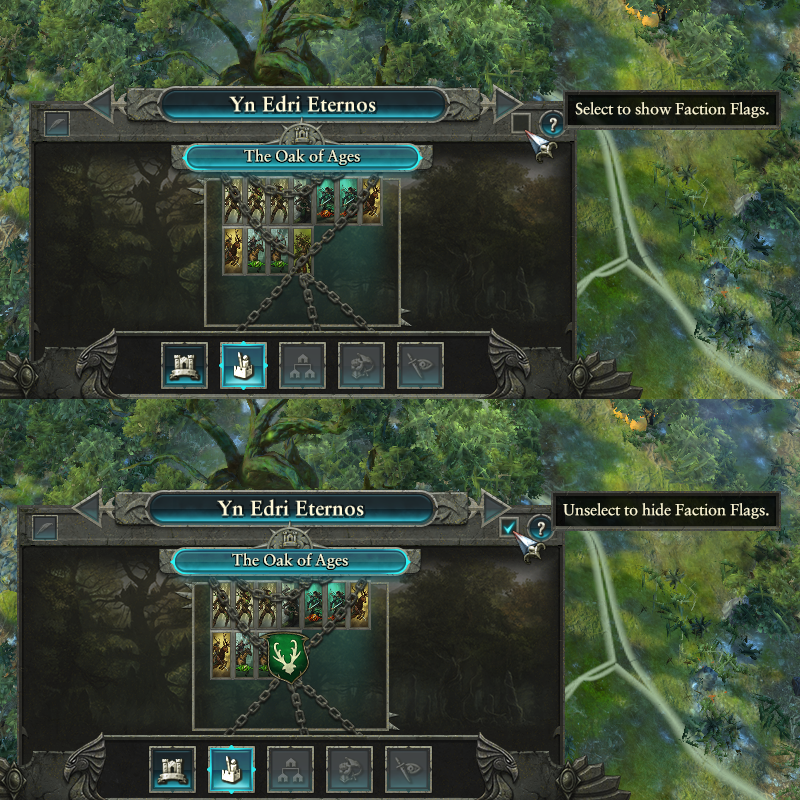 Yn Edri Eternos
Select to show Faction Flags.
?
The Oak of Ages
Yn Edri Eternos
Unselect to hide Faction Flags.
?
The Oak of Ages